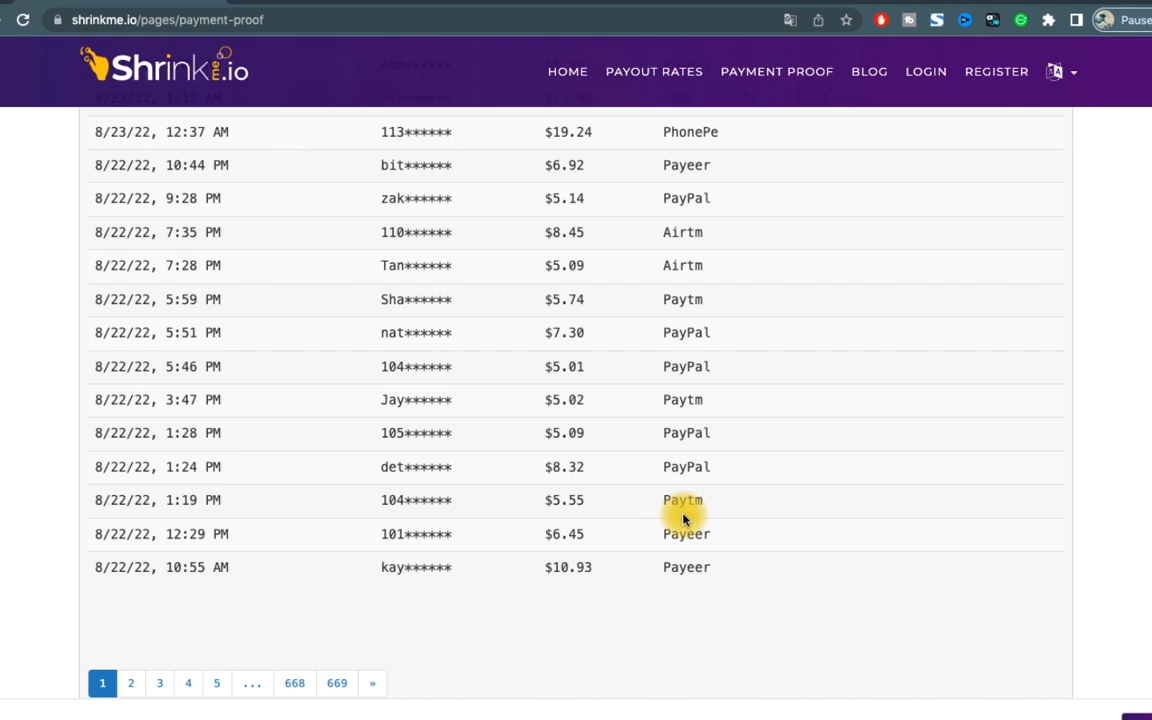 shrinkme.io/pages/payment-proof
Pause
Shrinkme.io HOME PAYOUT RATES PAYMENT PROOF BLOG LOGIN REGISTER
8/23/22, 1:13 AM
8/23/22, 12:37 AM 113****** $19.24 PhonePe
8/22/22, 10:44 PM bit****** $6.92 Payeer
8/22/22, 9:28 PM zak****** $5.14 PayPal
8/22/22, 7:35 PM 110****** $8.45 Airtm
8/22/22, 7:28 PM Tan****** $5.09 Airtm
8/22/22, 5:59 PM Sha****** $5.74 Paytm
8/22/22, 5:51 PM nat****** $7.30 PayPal
8/22/22, 5:46 PM 104****** $5.01 PayPal
8/22/22, 3:47 PM Jay****** $5.02 Paytm
8/22/22, 1:28 PM 105****** $5.09 PayPal
8/22/22, 1:24 PM det****** $8.32 PayPal
8/22/22, 1:19 PM 104****** $5.55 Paytm
8/22/22, 12:29 PM 101****** $6.45 Payeer
8/22/22, 10:55 AM kay****** $10.93 Payeer
1 2 3 4 5 ... 668 669 »